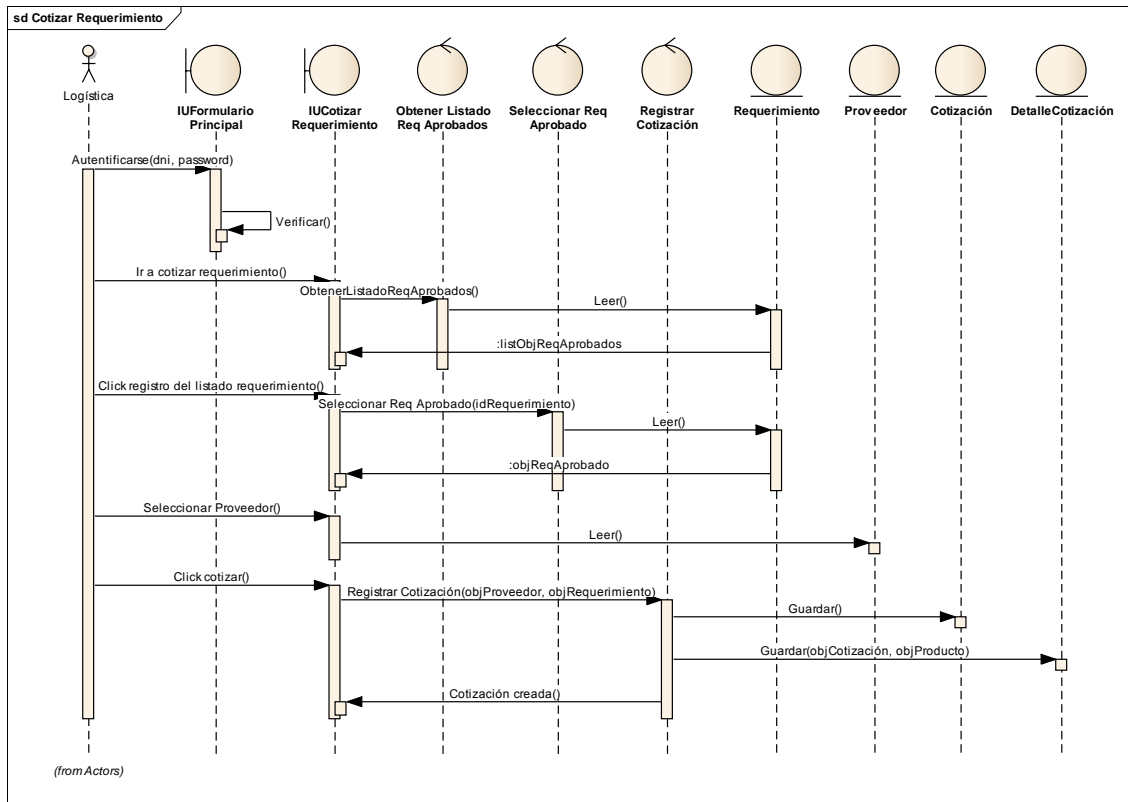 sd Cotizar Requerimiento
Logística
IUFormulario
Principal
IUCotizar
Requerimiento
Obtener Listado
Req Aprobados
Seleccionar Req
Aprobado
Registrar
Cotización
Requerimiento
Proveedor
Cotización
DetalleCotización
Autentificarse(dni, password)
Verificar()
Ir a cotizar requerimiento()
ObtenerListadoReqAprobados()
Leer()
:listObjReqAprobados
Click registro del listado requerimiento()
Seleccionar Req Aprobado(idRequerimiento)
Leer()
:objReqAprobado
Seleccionar Proveedor()
Leer()
Click cotizar()
Registrar Cotización(objProveedor, objRequerimiento)
Guardar()
Guardar(objCotización, objProducto)
Cotización creada()
(from Actors)